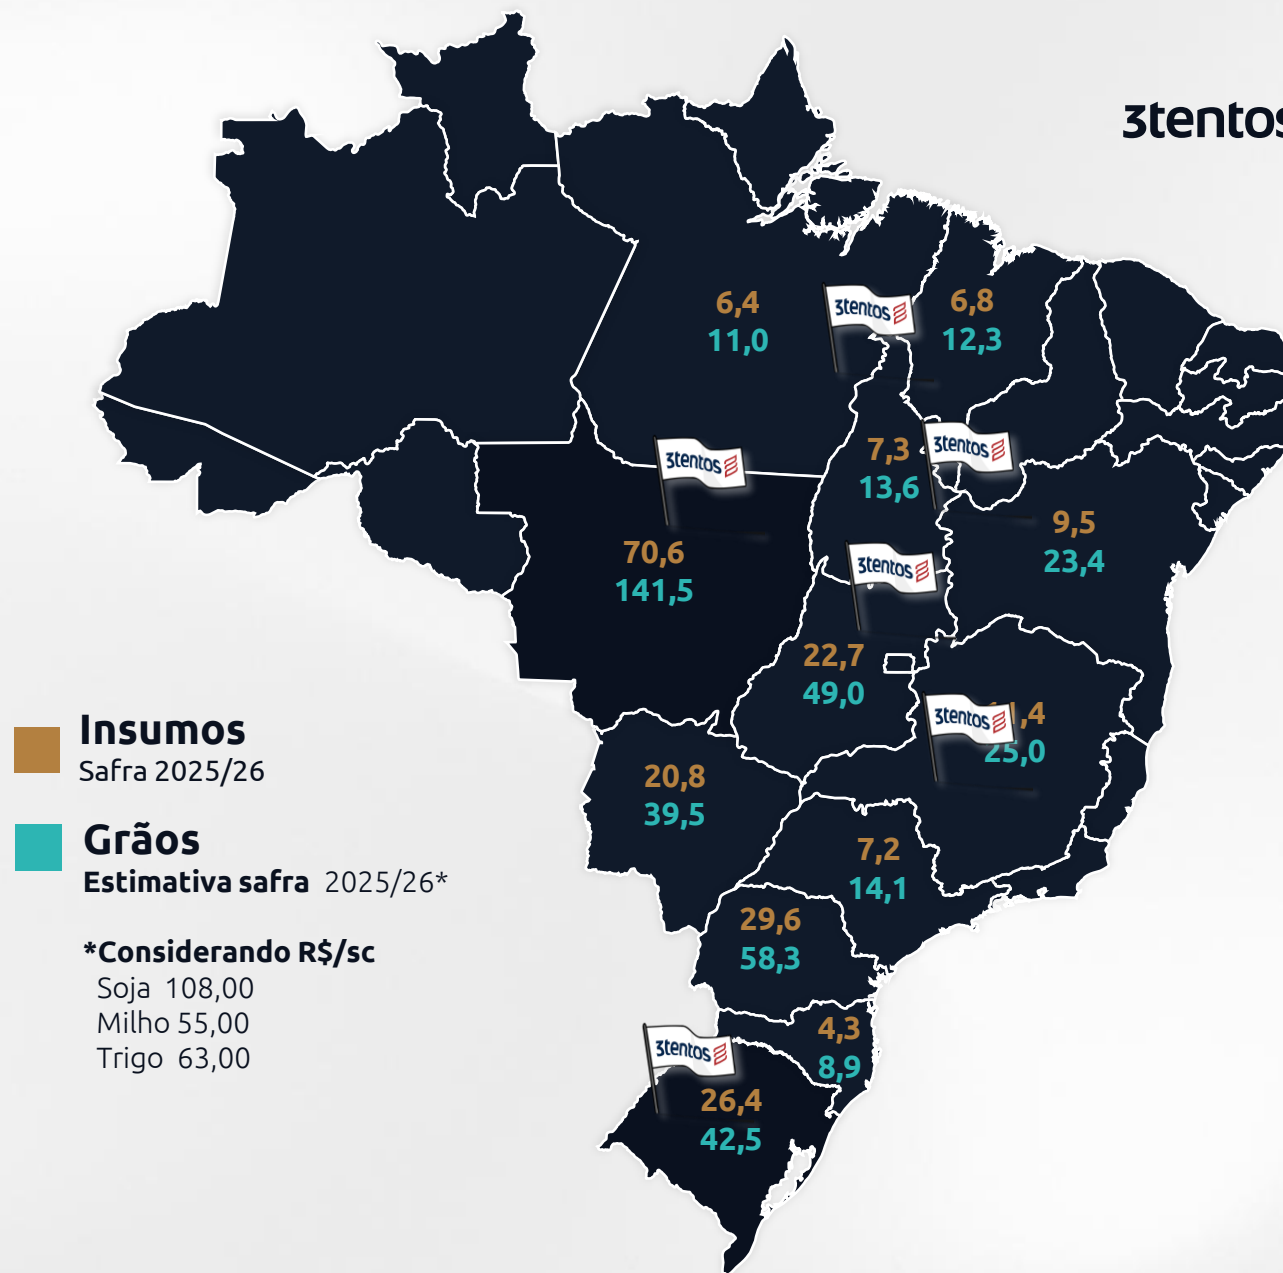 3tentos
6,4
11,0
3tentos
6,8
12,3
3tentos
7,3
13,6
3tentos
9,5
23,4
70,6
141,5
3tentos
22,7
49,0
3tentos
25,0
Insumos
Safra 2025/26
20,8
39,5
Grãos
Estimativa safra 2025/26*
7,2
14,1
*Considerando R$/sc
Soja 108,00
Milho 55,00
Trigo 63,00
29,6
58,3
4,3
8,9
3tentos
26,4
42,5